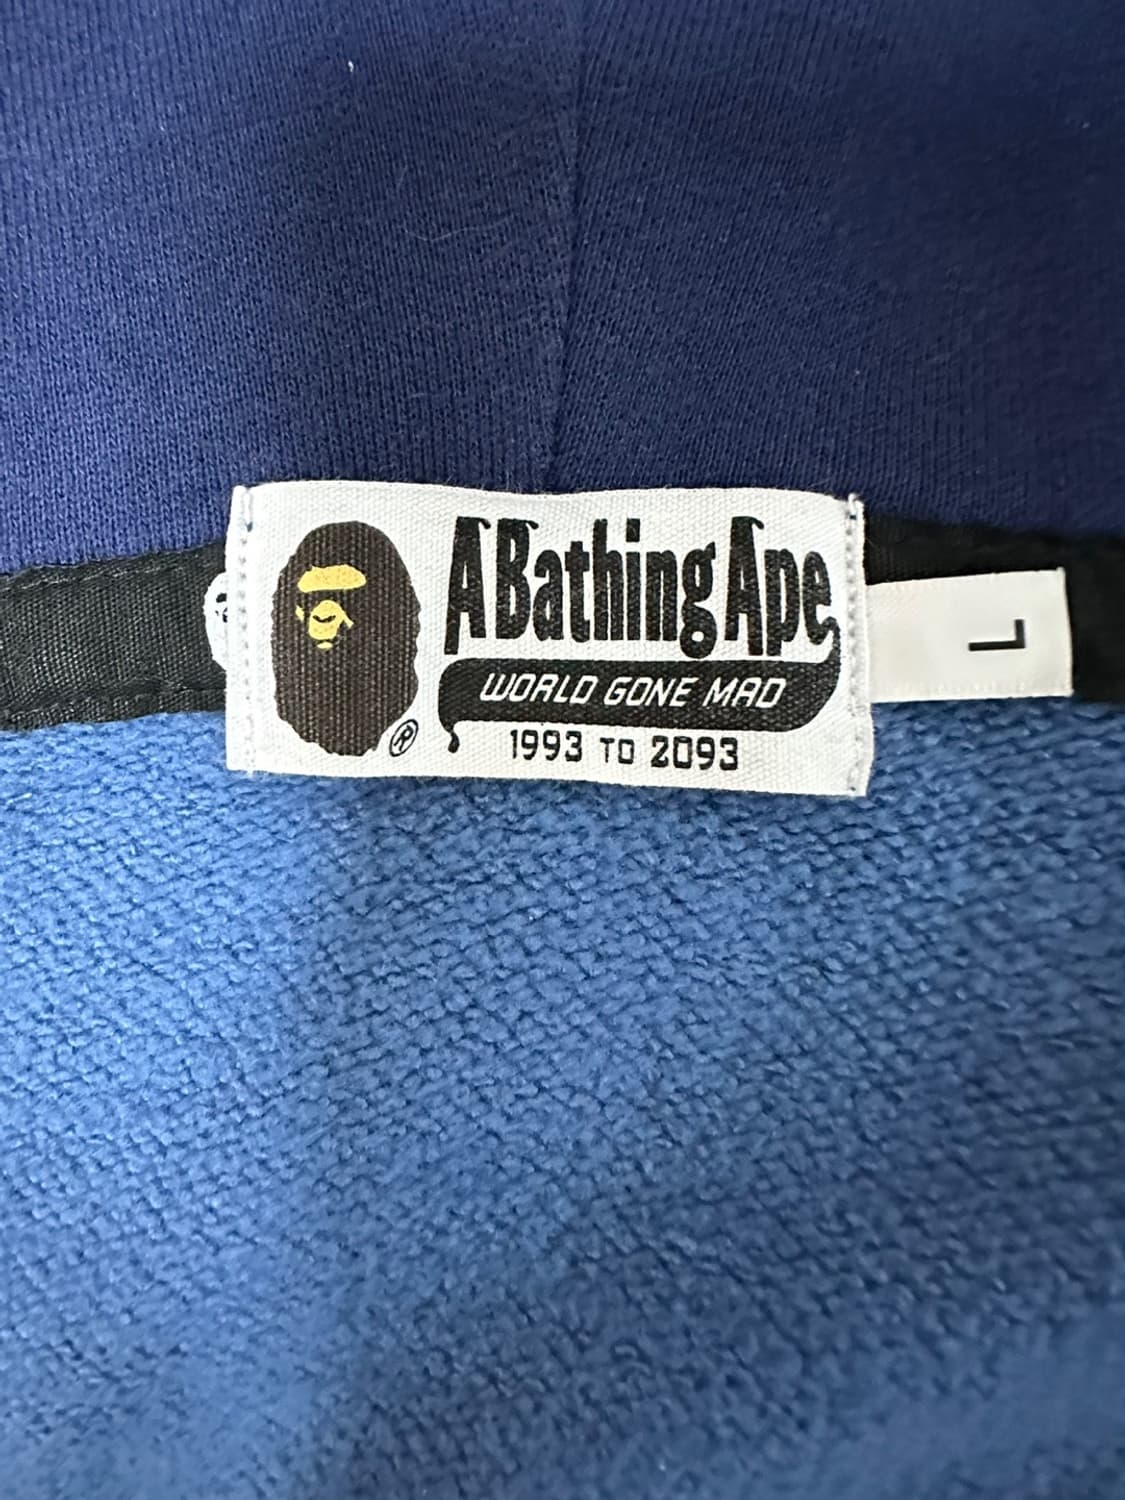 A Bathing Ape
WORLD GONE MAD
1993 TO 2093
®
L